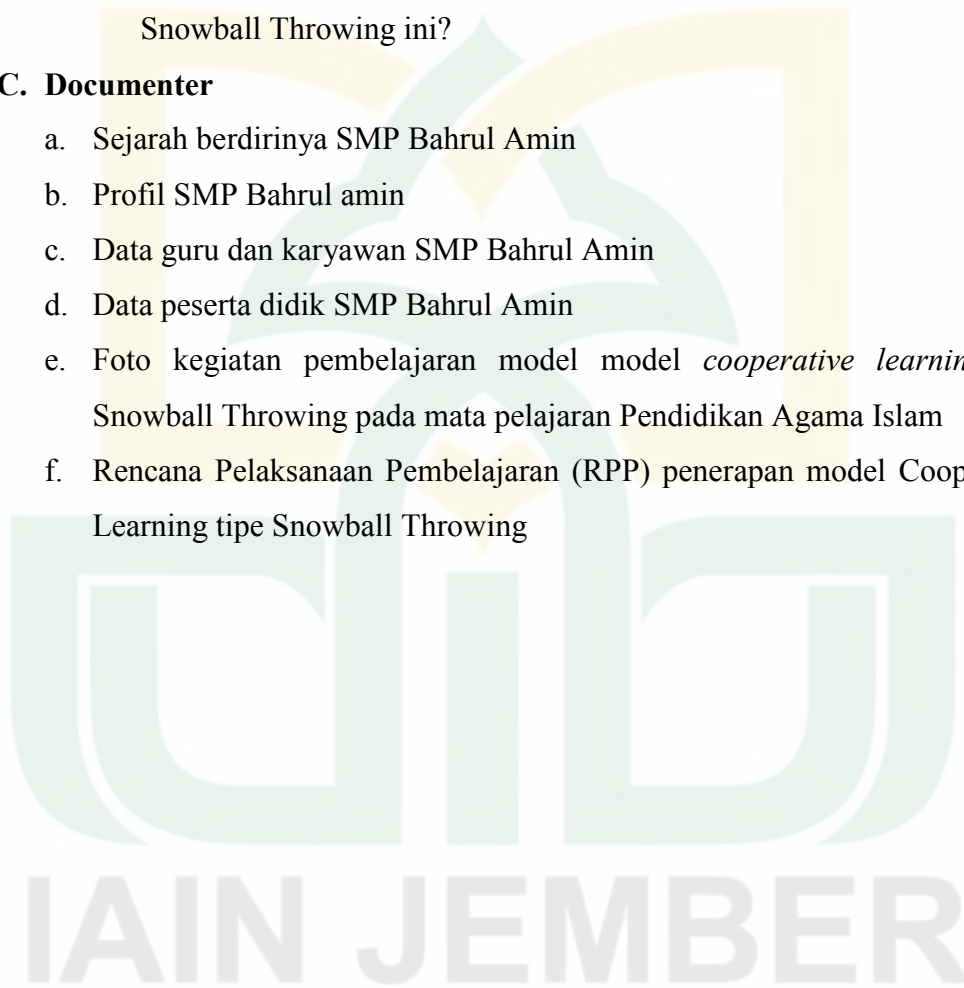 Snowball Throwing ini?
C. Documenter
a. Sejarah berdirinya SMP Bahrul Amin
b. Profil SMP Bahrul amin
c. Data guru dan karyawan SMP Bahrul Amin
d. Data peserta didik SMP Bahrul Amin
e. Foto kegiatan pembelajaran model model cooperative
Snowball Throwing pada mata pelajaran Pendidikan Agama Islam
f. Rencana Pelaksanaan Pembelajaran (RPP) penerapan model
Learning tipe Snowball Throwing
IAIN JEMBER